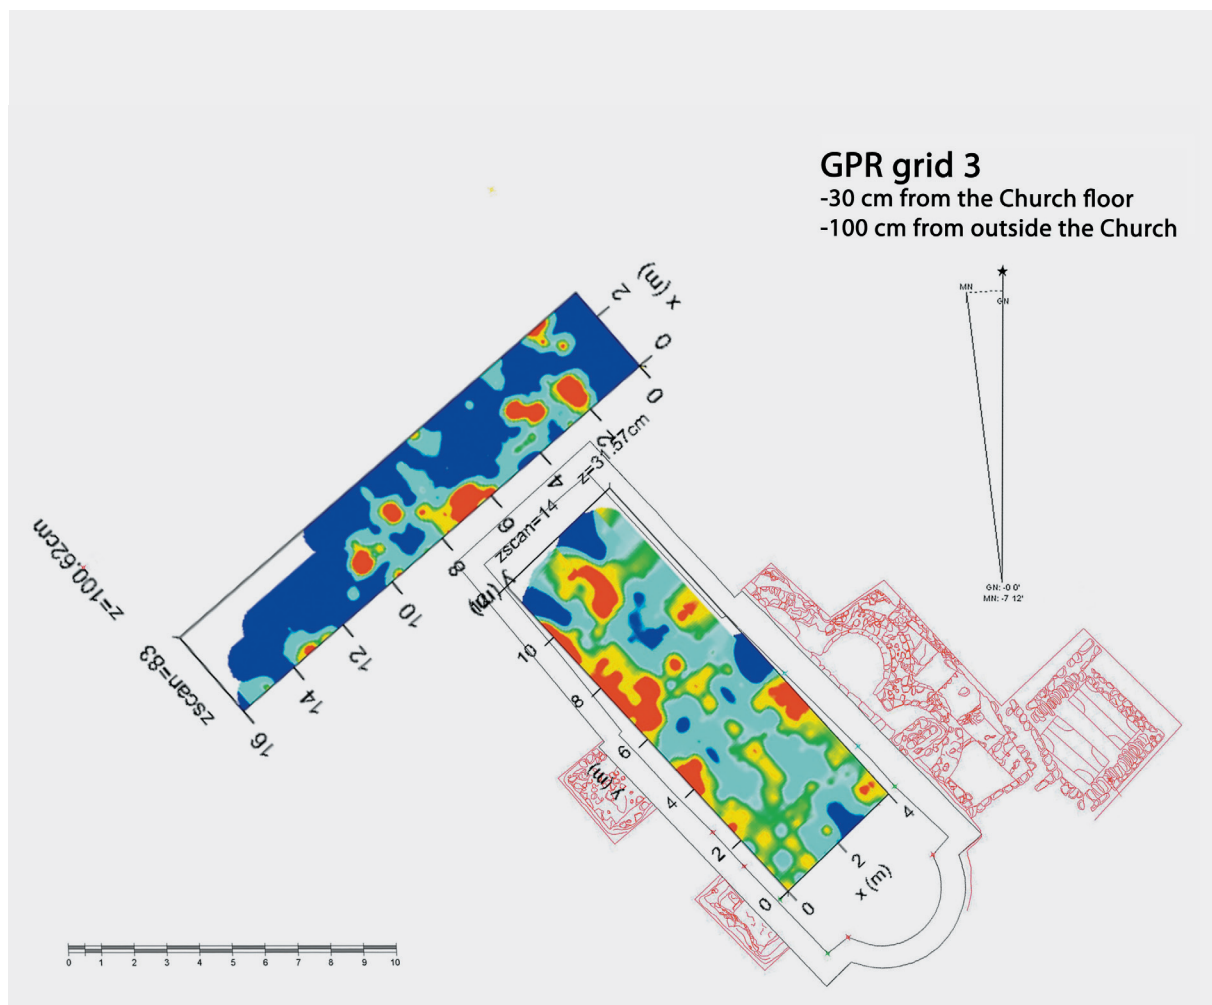 GPR grid 3
-30 cm from the Church floor
-100 cm from outside the Church
MN
GN
GN: -0 0'
MN: -7 12'
x (m)
2
0
0
2
4
6
8
10
12
14
16
z=100.62cm
zscan=83
z=31.57cm
zscan=14
10
8
6
4
2
0
Y (m)
0
2
4
x (m)
0 1 2 3 4 5 6 7 8 9 10